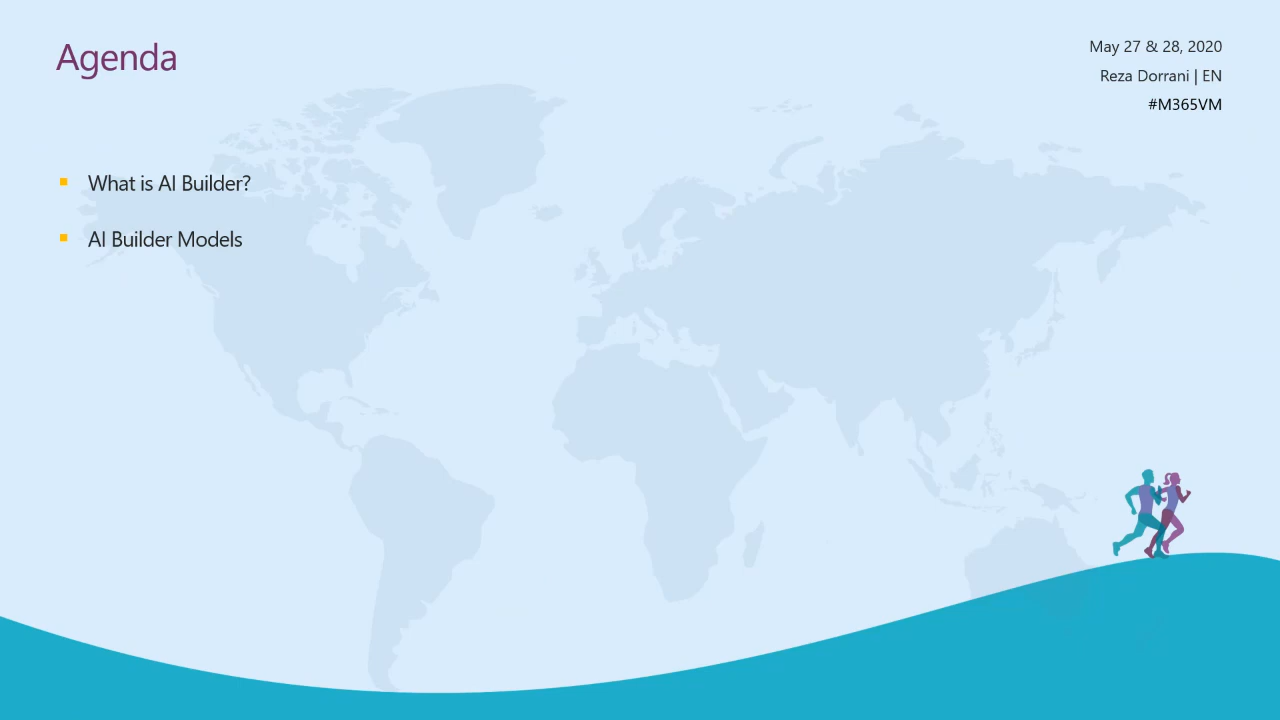 Agenda
May 27 & 28, 2020
Reza Dorrani | EN
#M365VM
What is AI Builder?
AI Builder Models